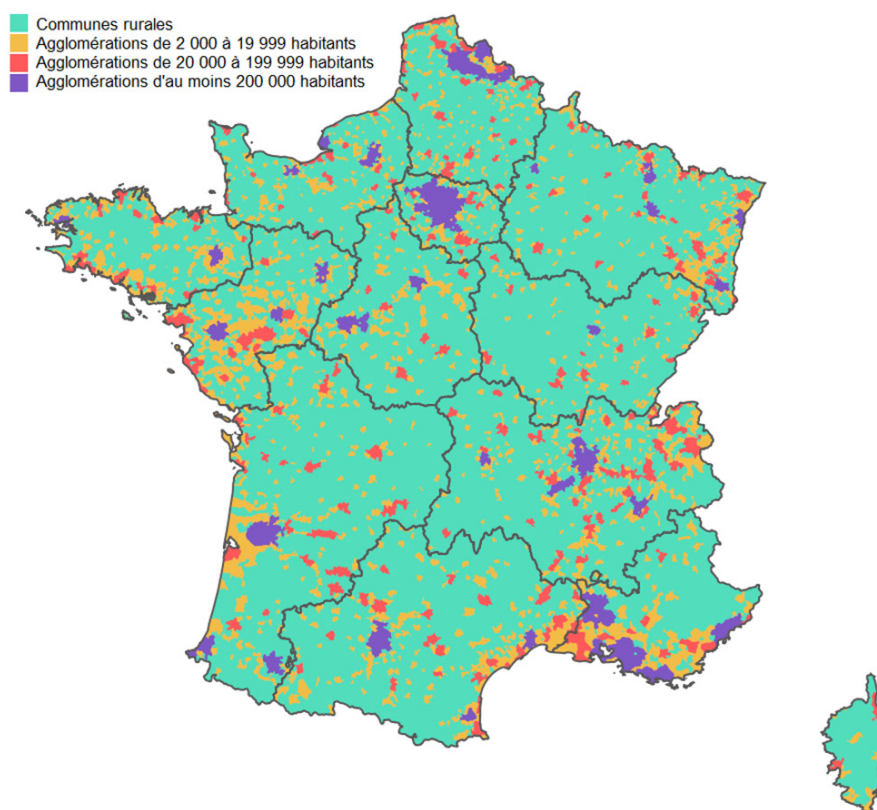 Communes rurales
Agglomérations de 2 000 à 19 999 habitants
Agglomérations de 20 000 à 199 999 habitants
Agglomérations d'au moins 200 000 habitants